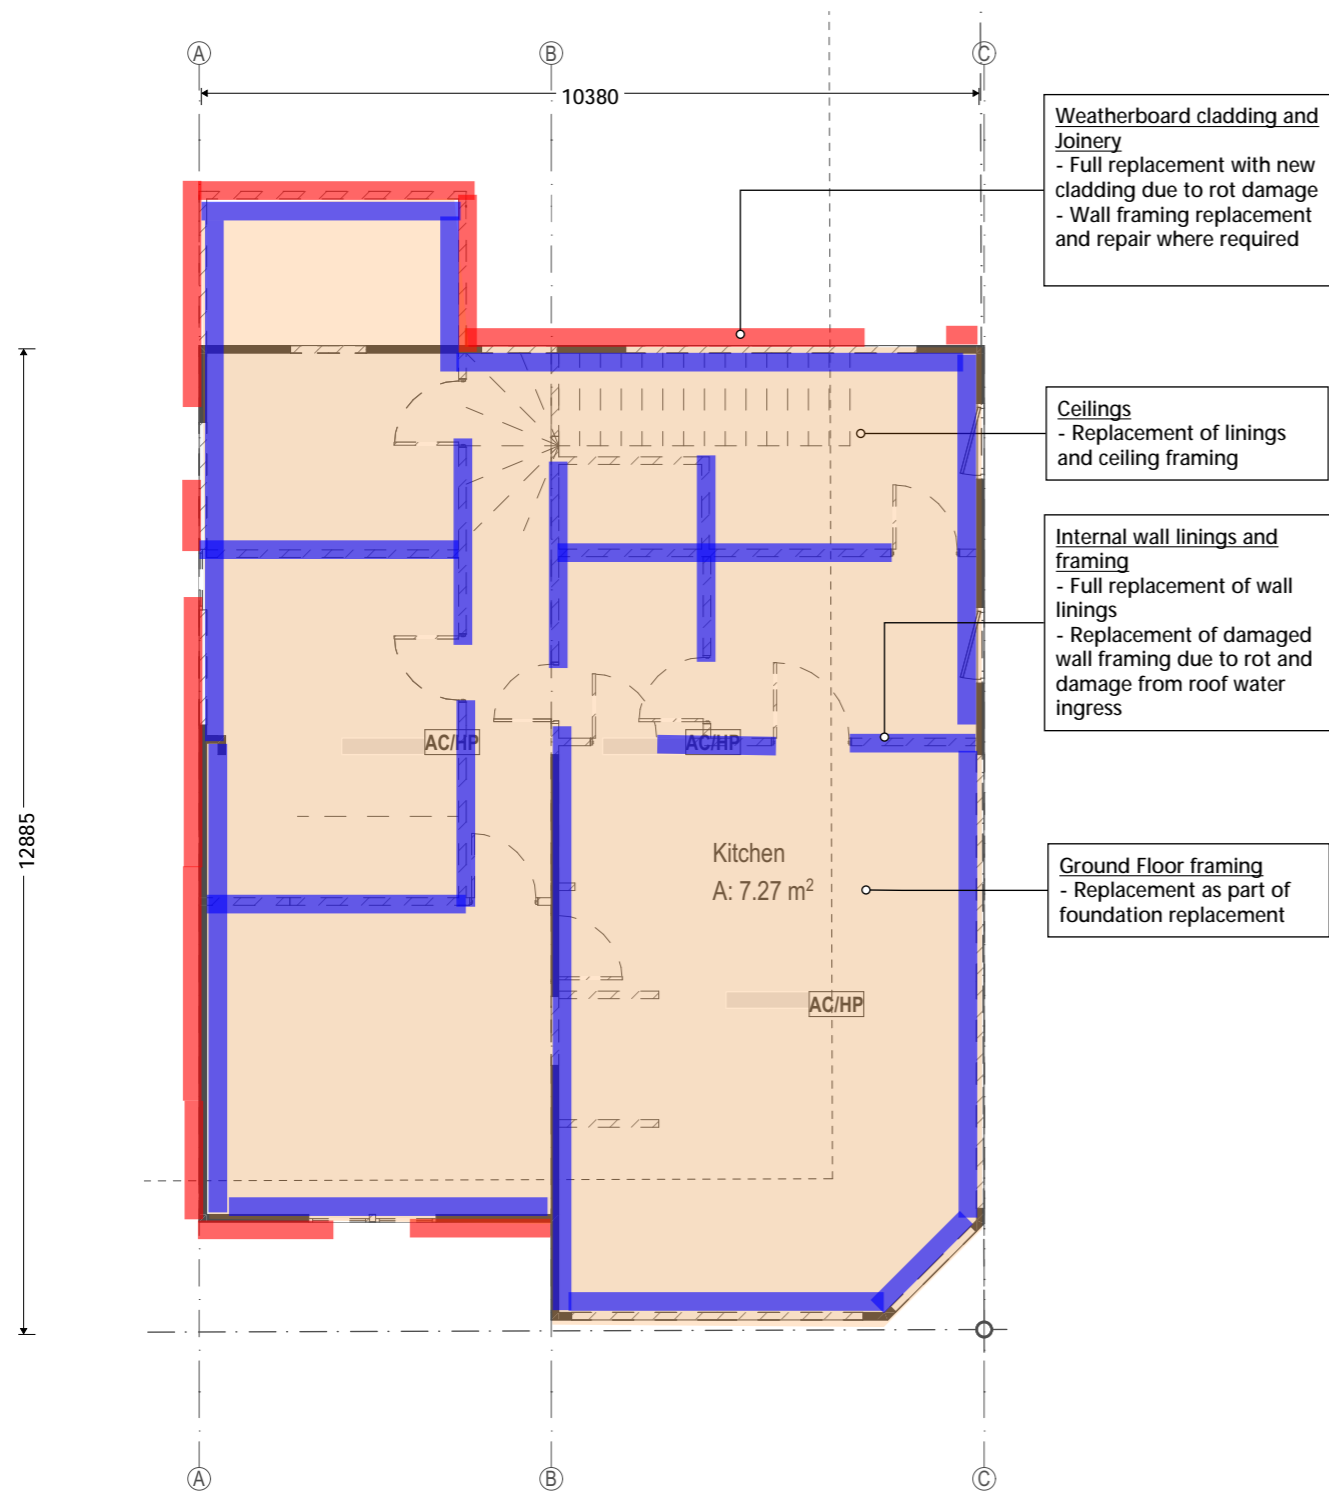 A
B
C
10380
Weatherboard cladding and
Joinery
- Full replacement with new
cladding due to rot damage
- Wall framing replacement
and repair where required
Ceilings
- Replacement of linings
and ceiling framing
Internal wall linings and
framing
- Full replacement of wall
linings
- Replacement of damaged
wall framing due to rot and
damage from roof water
ingress
AC/HP
AC/HP
12885
Kitchen
A: 7.27 m²
Ground Floor framing
- Replacement as part of
foundation replacement
AC/HP
A
B
C